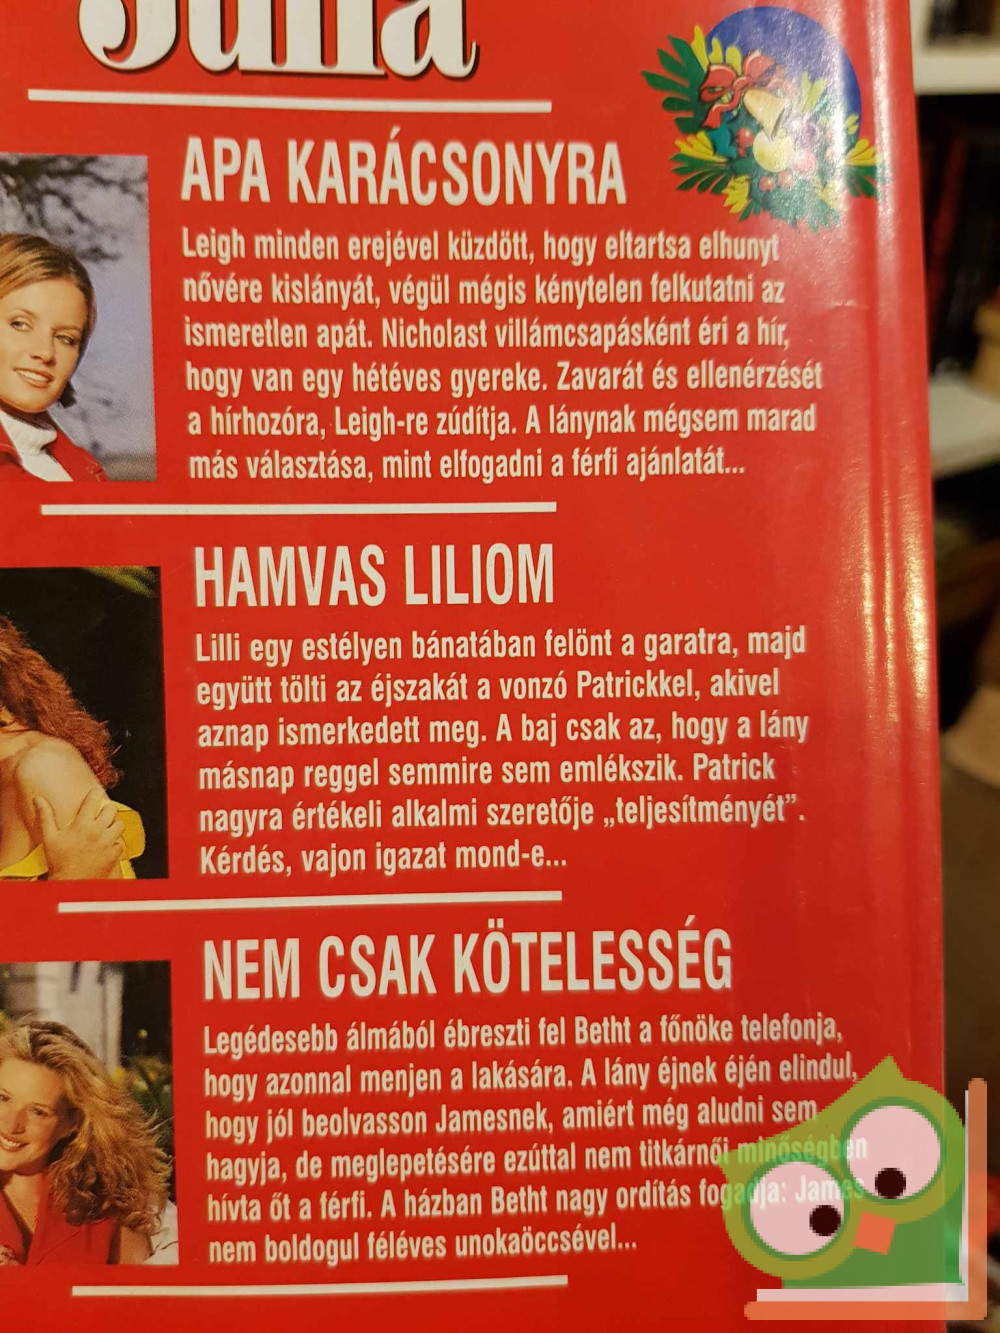 Júlia
APA KARÁCSONYRA
Leigh minden erejével küzdött, hogy eltartsa elhunyt
nővére kislányát, végül mégis kénytelen felkutatni az
ismeretlen apát. Nicholast villámcsapásként éri a hír,
hogy van egy hétéves gyereke. Zavarát és ellenérzését
a hírhozóra, Leigh-re zúdítja. A lánynak mégsem marad
más választása, mint elfogadni a férfi ajánlatát...
HAMVAS LILIOM
Lilli egy estélyen bánatában felönt a garatra, majd
együtt tölti az éjszakát a vonzó Patrickkel, akivel
aznap ismerkedett meg. A baj csak az, hogy a lány
másnap reggel semmire sem emlékszik. Patrick
nagyra értékeli alkalmi szeretője „teljesítményét”.
Kérdés, vajon igazat mond-e...
NEM CSAK KÖTELESSÉG
Legédesebb álmából ébreszti fel Betht a főnöke telefonja,
hogy azonnal menjen a lakására. A lány éjnek éjén elindul,
hogy jól beolvasson Jamesnek, amiért még aludni sem
hagyja, de meglepetésére ezúttal nem titkárnői minőségben
hívta őt a férfi. A házban Betht nagy ordítás fogadja: James
nem boldogul féléves unokaöccsével...